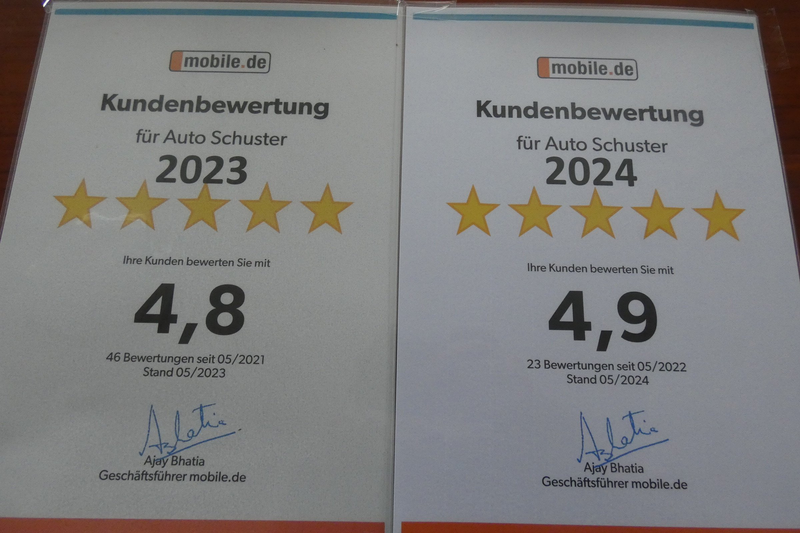 mobile.de
Kundenbewertung
für Auto Schuster
2023
Ihre Kunden bewerten Sie mit
4,8
46 Bewertungen seit 05/2021
Stand 05/2023
Ajay Bhatia
Geschäftsführer mobile.de
mobile.de
Kundenbewertung
für Auto Schuster
2024
Ihre Kunden bewerten Sie mit
4,9
23 Bewertungen seit 05/2022
Stand 05/2024
Ajay Bhatia
Geschäftsführer mobile.de